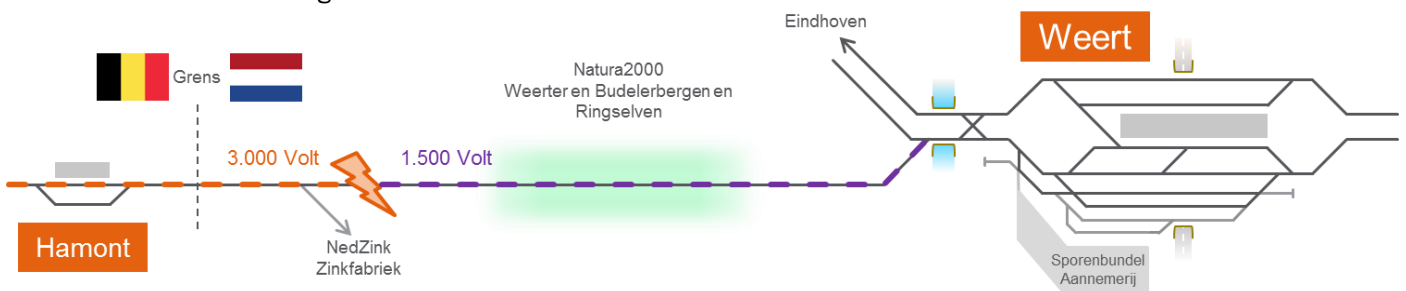 Eindhoven
Weert
Grens
Natura2000
Weerter en Budelerbergen en
Ringselven
3.000 Volt
1.500 Volt
Hamont
NedZink
Zinkfabriek
Sporenbundel
Aannemerij